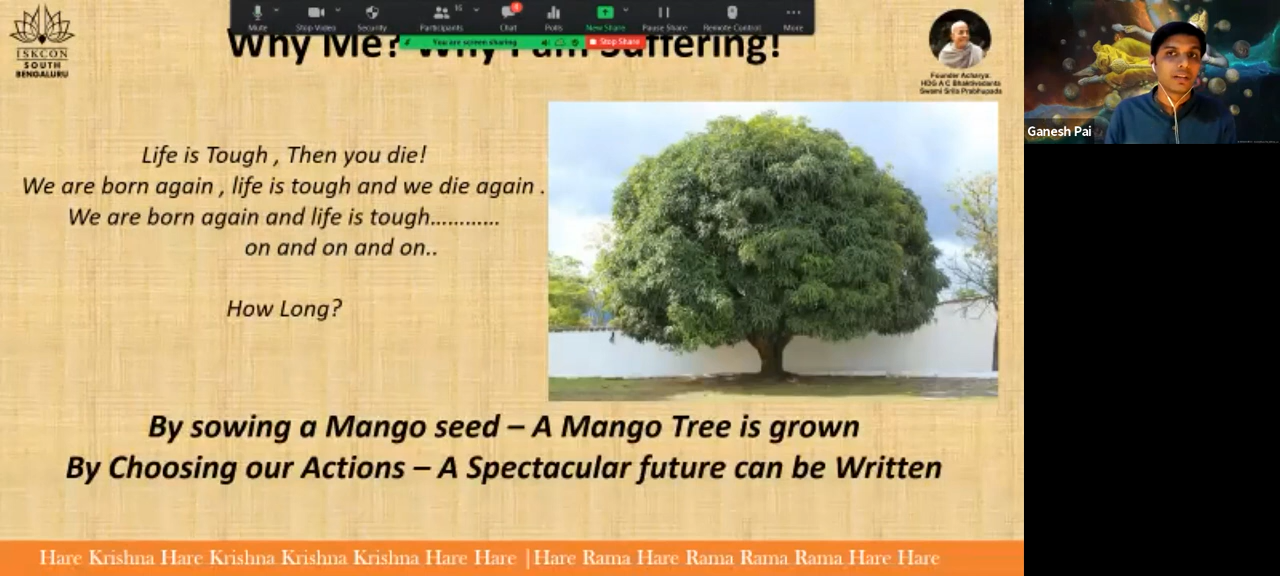 Mute
Stop Video
Security
Participants
15
Chat
Polls
New Share
Pause Share
Remote Control
More
You are screen sharing
Stop Share
Why Me? Why I am Suffering!
ISKCON
SOUTH
BENGALURU
Founder Acharya:
HDG A C Bhaktivedanta
Swami Srila Prabhupada
Ganesh Pai
Life is Tough , Then you die!
We are born again , life is tough and we die again .
We are born again and life is tough............
on and on and on..
How Long?
By sowing a Mango seed – A Mango Tree is grown
By Choosing our Actions – A Spectacular future can be Written
Hare Krishna Hare Krishna Krishna Krishna Hare Hare |Hare Rama Hare Rama Rama Rama Hare Hare